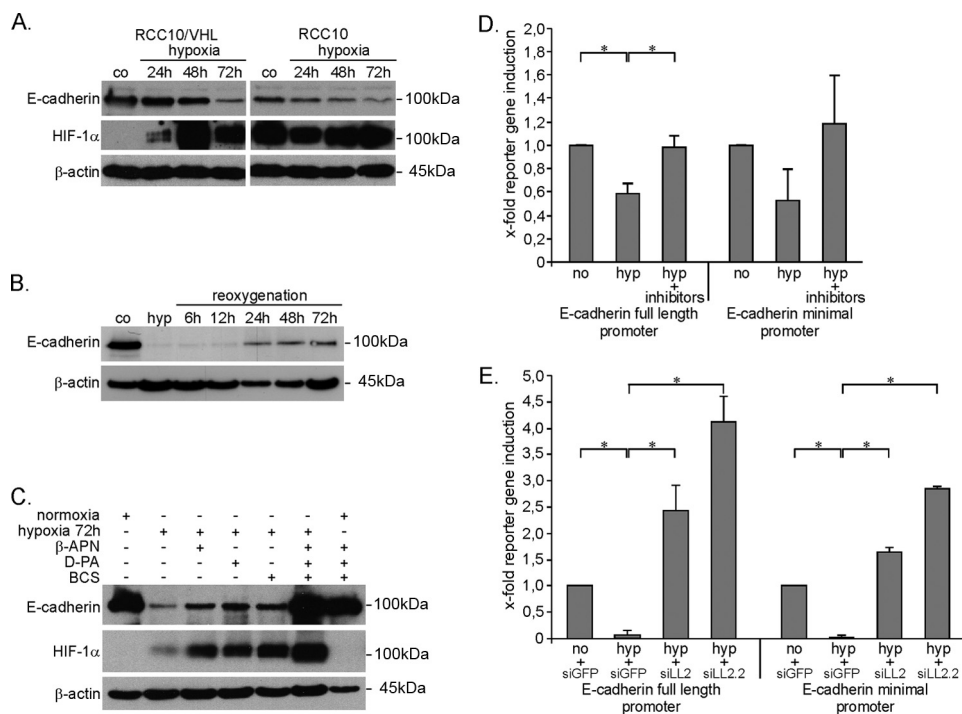 A.
RCC10/VHL RCC10
hypoxia hypoxia
co 24h 48h 72h co 24h 48h 72h
E-cadherin - 100kDa
HIF-1α - 100kDa
β-actin - 45kDa
B.
reoxygenation
co hyp 6h 12h 24h 48h 72h
E-cadherin - 100kDa
β-actin - 45kDa
C.
normoxia + - - - - - +
hypoxia 72h - + + + + + -
β-APN - - + - - + +
D-PA - - - + - + +
BCS - - - - + + +
E-cadherin - 100kDa
HIF-1α - 100kDa
β-actin - 45kDa
D.
x-fold reporter gene induction
2,0
1,8
1,6
1,4
1,2
1,0
0,8
0,6
0,4
0,2
0
* *
no hyp hyp no hyp hyp
+ +
inhibitors inhibitors
E-cadherin full length E-cadherin minimal
promoter promoter
E.
x-fold reporter gene induction
5,0
4,5
4,0
3,5
3,0
2,5
2,0
1,5
1,0
0,5
0
* *
* * * *
no hyp hyp hyp no hyp hyp hyp
+ + + + + + + +
siGFP siGFP siLL2 siLL2.2 siGFP siGFP siLL2 siLL2.2
E-cadherin full length E-cadherin minimal promoter
promoter